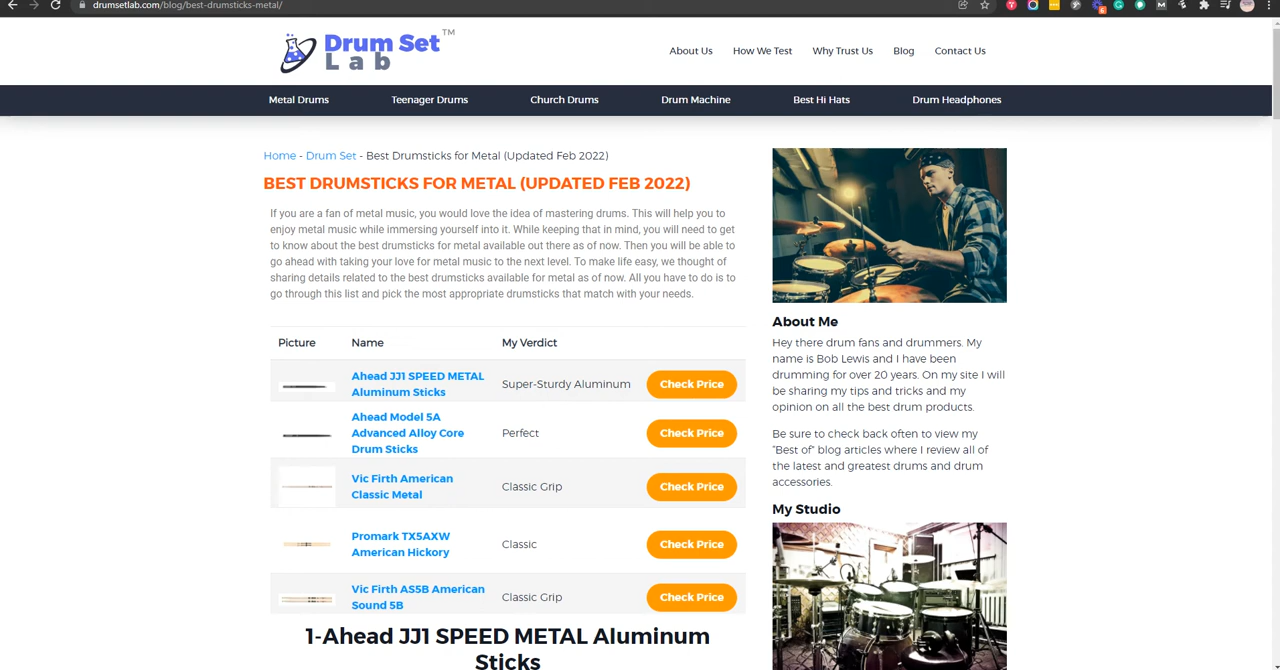 drumsetlab.com/blog/best-drumsticks-metal/
Drum Set™
Lab
About Us
How We Test
Why Trust Us
Blog
Contact Us
Metal Drums
Teenager Drums
Church Drums
Drum Machine
Best Hi Hats
Drum Headphones
Home - Drum Set - Best Drumsticks for Metal (Updated Feb 2022)
BEST DRUMSTICKS FOR METAL (UPDATED FEB 2022)
If you are a fan of metal music, you would love the idea of mastering drums. This will help you to
enjoy metal music while immersing yourself into it. While keeping that in mind, you will need to get
to know about the best drumsticks for metal available out there as of now. Then you will be able to
go ahead with taking your love for metal music to the next level. To make life easy, we thought of
sharing details related to the best drumsticks available for metal as of now. All you have to do is to
go through this list and pick the most appropriate drumsticks that match with your needs.
Picture
Name
My Verdict
Ahead JJ1 SPEED METAL
Aluminum Sticks
Super-Sturdy Aluminum
Check Price
Ahead Model 5A
Advanced Alloy Core
Drum Sticks
Perfect
Check Price
Vic Firth American
Classic Metal
Classic Grip
Check Price
Promark TX5AXW
American Hickory
Classic
Check Price
Vic Firth AS5B American
Sound 5B
Classic Grip
Check Price
1-Ahead JJ1 SPEED METAL Aluminum
Sticks
About Me
Hey there drum fans and drummers. My
name is Bob Lewis and I have been
drumming for over 20 years. On my site I will
be sharing my tips and tricks and my
opinion on all the best drum products.
Be sure to check back often to view my
"Best of" blog articles where I review all of
the latest and greatest drums and drum
accessories.
My Studio